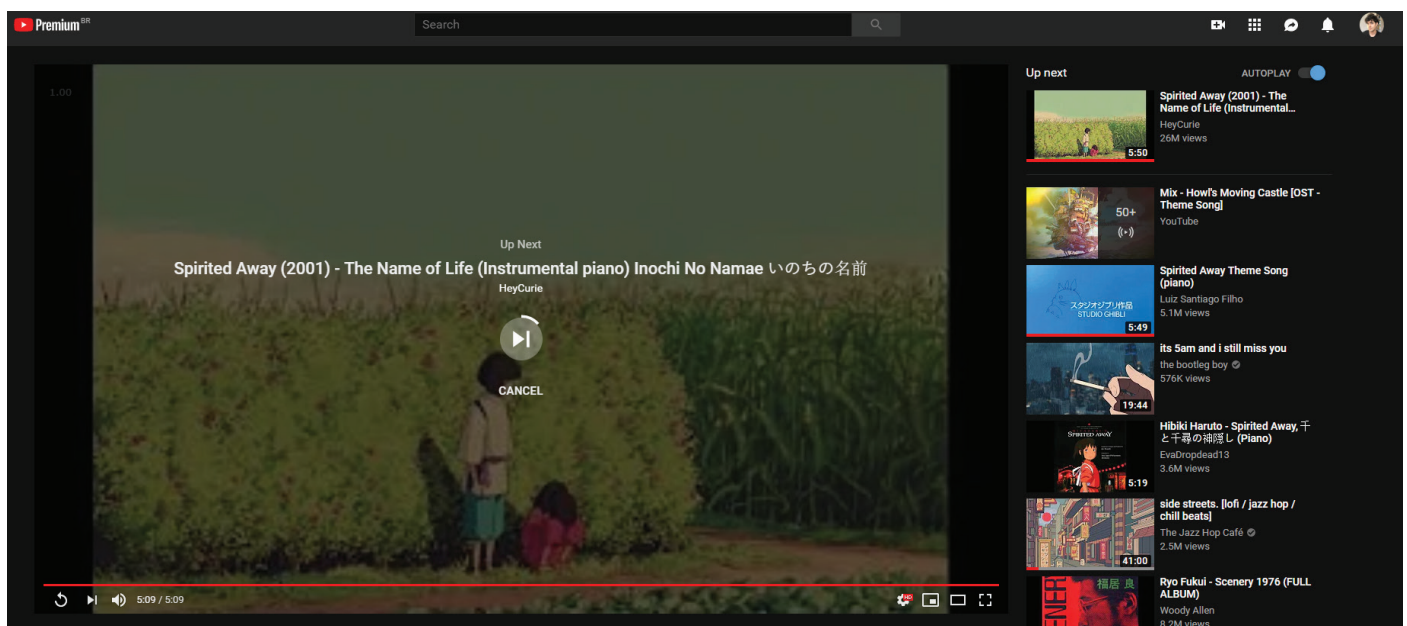 Premium BR
Search
1.00
Up Next
Spirited Away (2001) - The Name of Life (Instrumental piano) Inochi No Namae いのちの名前
HeyCurie
CANCEL
5:09 / 5:09
HD
Up next
AUTOPLAY
Spirited Away (2001) - The
Name of Life (Instrumental...
HeyCurie
26M views
5:50
Mix - Howl's Moving Castle [OST -
Theme Song]
YouTube
50+
Spirited Away Theme Song
(piano)
Luiz Santiago Filho
5.1M views
スタジオジブリ作品
STUDIO GHIBLI
5:49
its 5am and i still miss you
the bootleg boy
576K views
19:44
Hibiki Haruto - Spirited Away, 千
と千尋の神隠し (Piano)
EvaDropdead13
3.6M views
SPIRITED AWAY
5:19
side streets. [lofi / jazz hop /
chill beats]
The Jazz Hop Café
2.5M views
41:00
Ryo Fukui - Scenery 1976 (FULL
ALBUM)
Woody Allen
8.2M views
福居 良